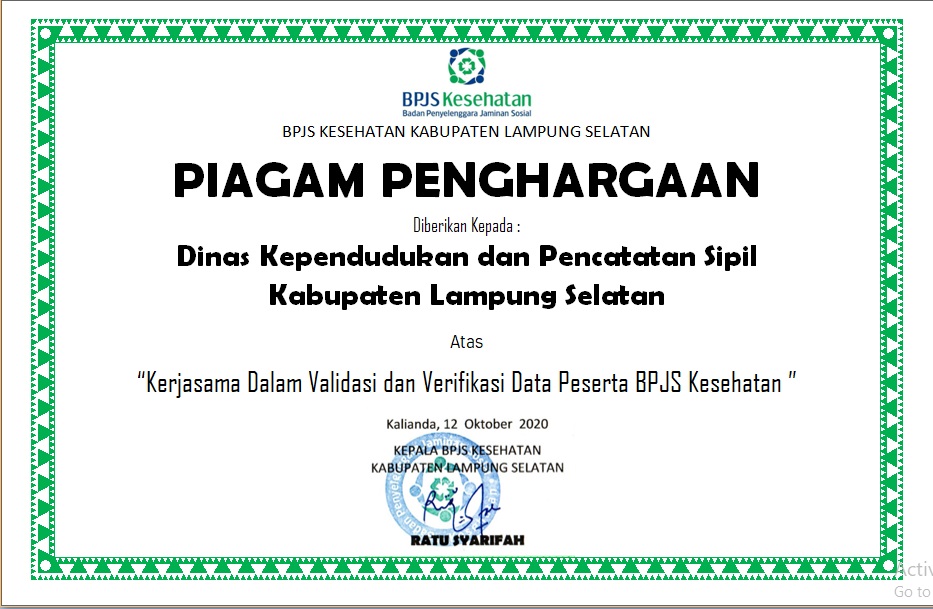 BPJS Kesehatan
Badan Penyelenggara Jaminan Sosial
BPJS KESEHATAN KABUPATEN LAMPUNG SELATAN
PIAGAM PENGHARGAAN
Diberikan Kepada :
Dinas Kependudukan dan Pencatatan Sipil
Kabupaten Lampung Selatan
Atas
“Kerjasama Dalam Validasi dan Verifikasi Data Peserta BPJS Kesehatan ”
Kalianda, 12 Oktober 2020
KEPALA BPJS KESEHATAN
KABUPATEN LAMPUNG SELATAN
RATU SYARIFAH
Go to